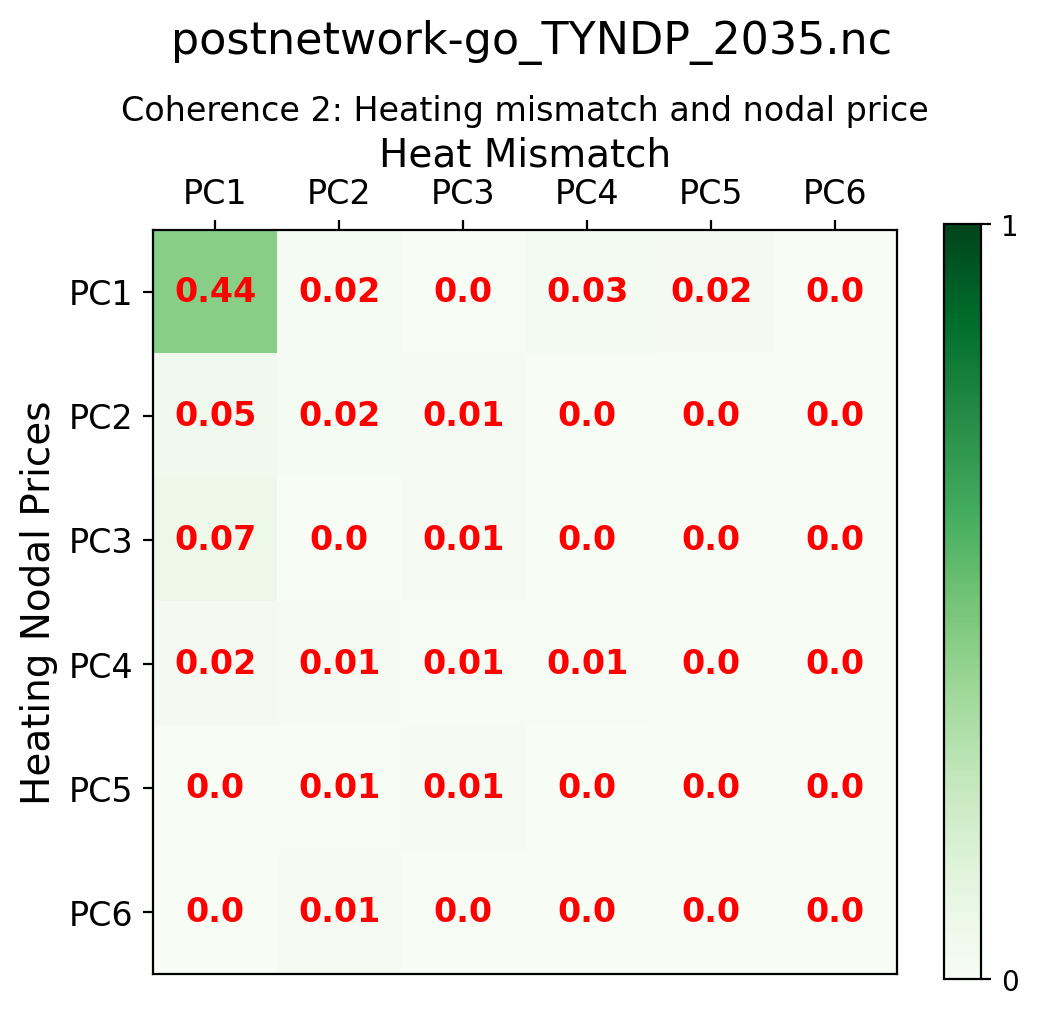 postnetwork-go_TYNDP_2035.nc
Coherence 2: Heating mismatch and nodal price
Heat Mismatch
PC1 PC2 PC3 PC4 PC5 PC6
1
PC1 0.44 0.02 0.0 0.03 0.02 0.0
PC2 0.05 0.02 0.01 0.0 0.0 0.0
PC3 0.07 0.0 0.01 0.0 0.0 0.0
PC4 0.02 0.01 0.01 0.01 0.0 0.0
PC5 0.0 0.01 0.01 0.0 0.0 0.0
PC6 0.0 0.01 0.0 0.0 0.0 0.0
0
Heating Nodal Prices